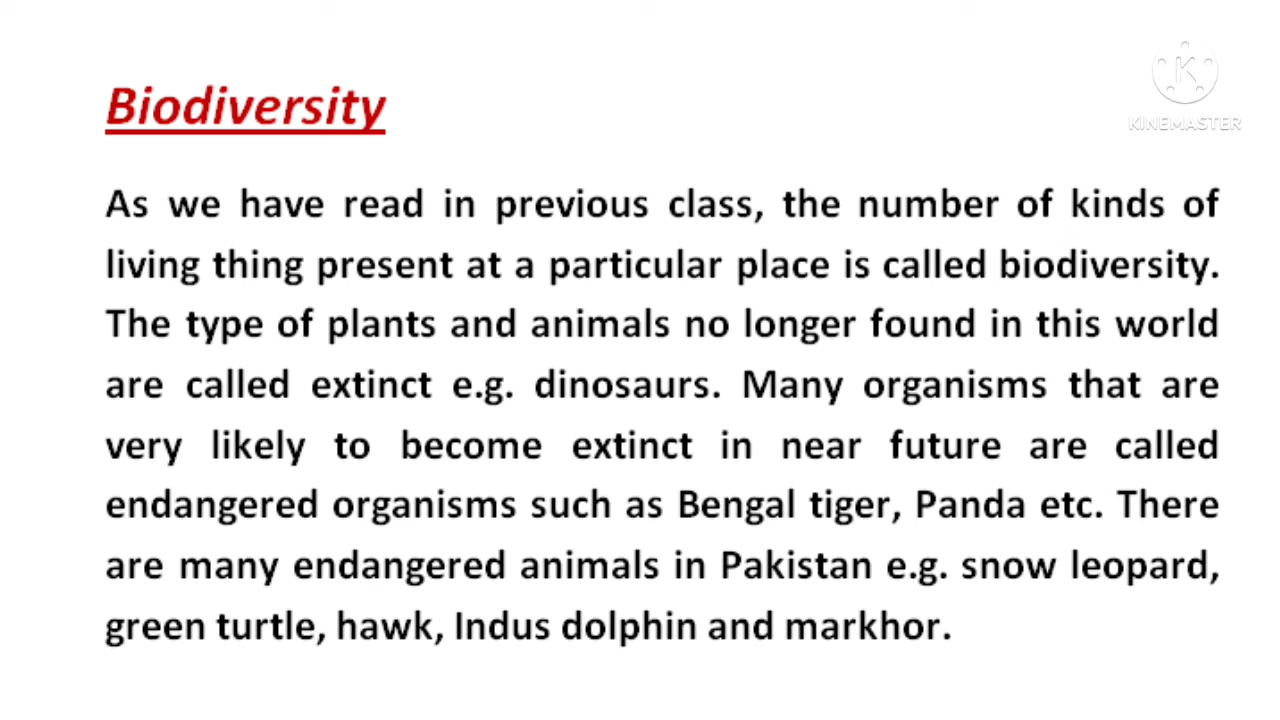 Biodiversity
KINEMASTER
As we have read in previous class, the number of kinds of
living thing present at a particular place is called biodiversity.
The type of plants and animals no longer found in this world
are called extinct e.g. dinosaurs. Many organisms that are
very likely to become extinct in near future are called
endangered organisms such as Bengal tiger, Panda etc. There
are many endangered animals in Pakistan e.g. snow leopard,
green turtle, hawk, Indus dolphin and markhor.